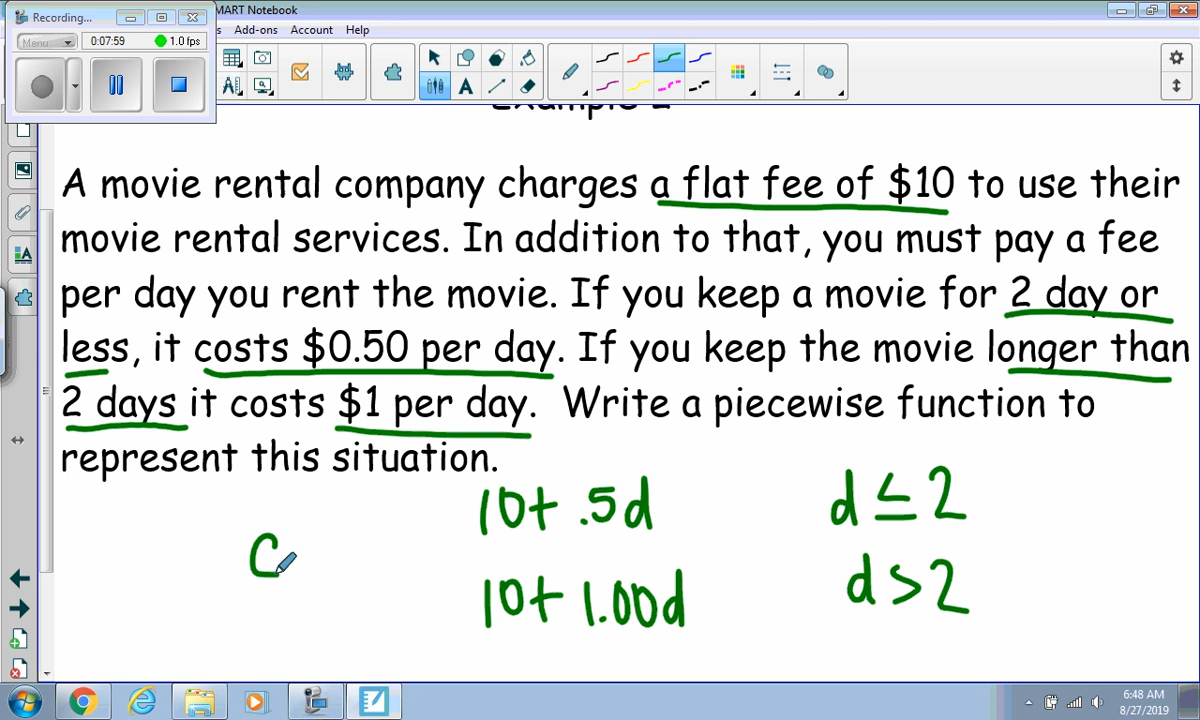 Recording...
MART Notebook
Menu
0:07:59
1.0 fps
s Add-ons Account Help
Example
A movie rental company charges a flat fee of $10 to use their
movie rental services. In addition to that, you must pay a fee
per day you rent the movie. If you keep a movie for 2 day or
less, it costs $0.50 per day. If you keep the movie longer than
2 days it costs $1 per day. Write a piecewise function to
represent this situation.
10+ .5d d ≤ 2
C
10+ 1.00d d > 2
6:48 AM
8/27/2019